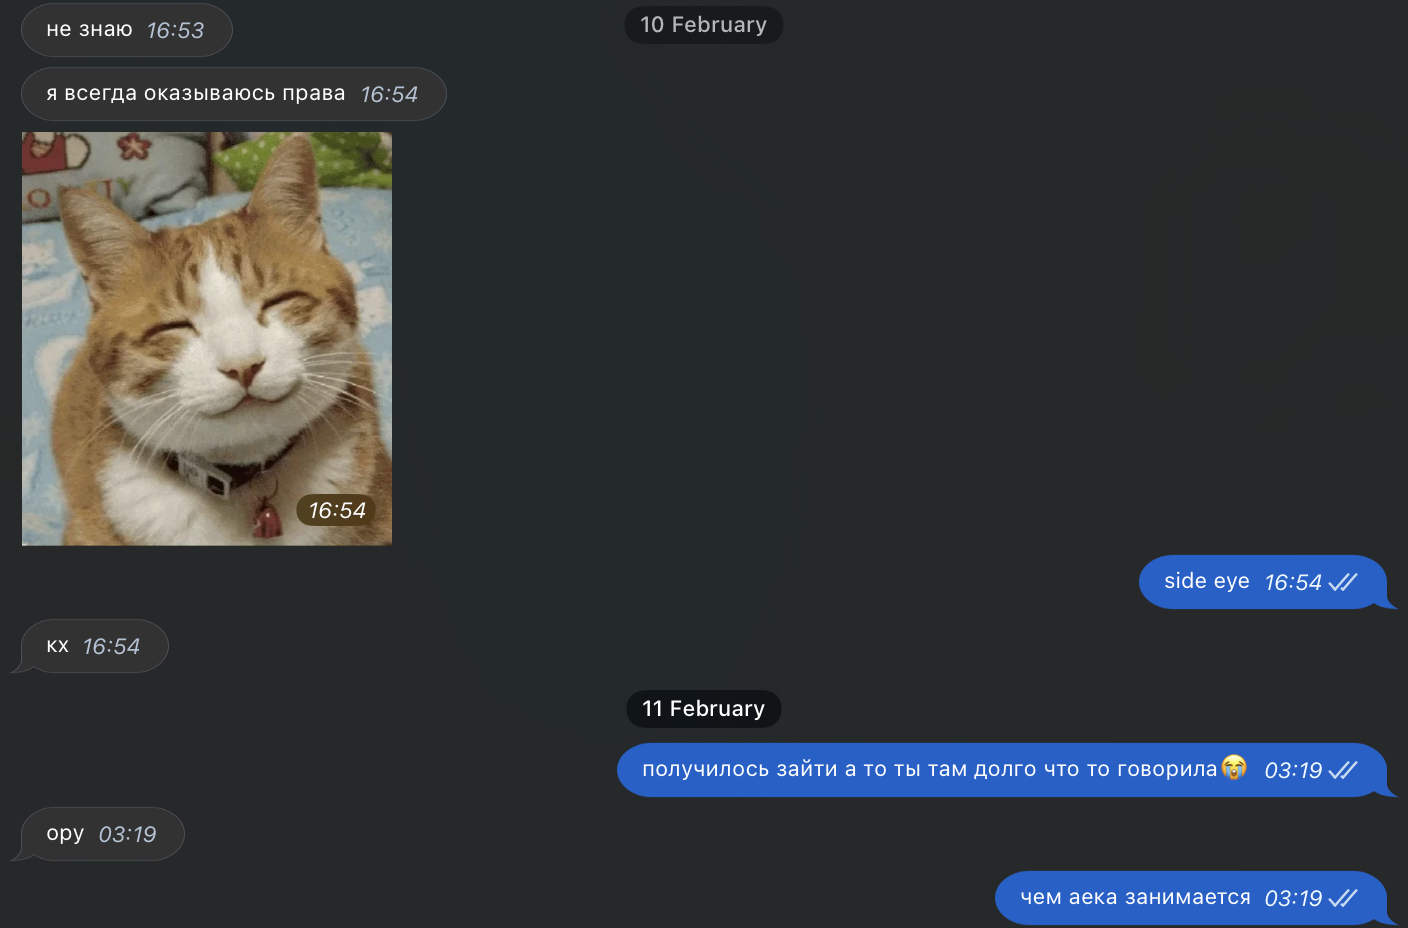 10 February
не знаю 16:53
я всегда оказываюсь права 16:54
16:54
side eye 16:54
кх 16:54
11 February
получилось зайти а то ты там долго что то говорила😭 03:19
ору 03:19
чем аека занимается 03:19